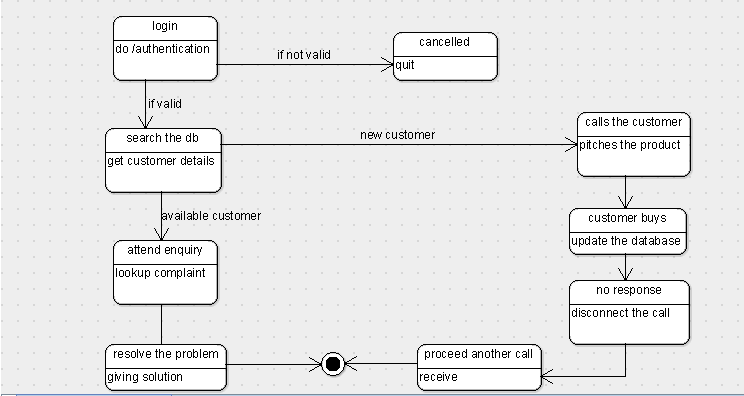 login
do /authentication
if not valid
cancelled
quit
if valid
search the db
get customer details
new customer
calls the customer
pitches the product
available customer
customer buys
update the database
attend enquiry
lookup complaint
no response
disconnect the call
resolve the problem
giving solution
proceed another call
receive